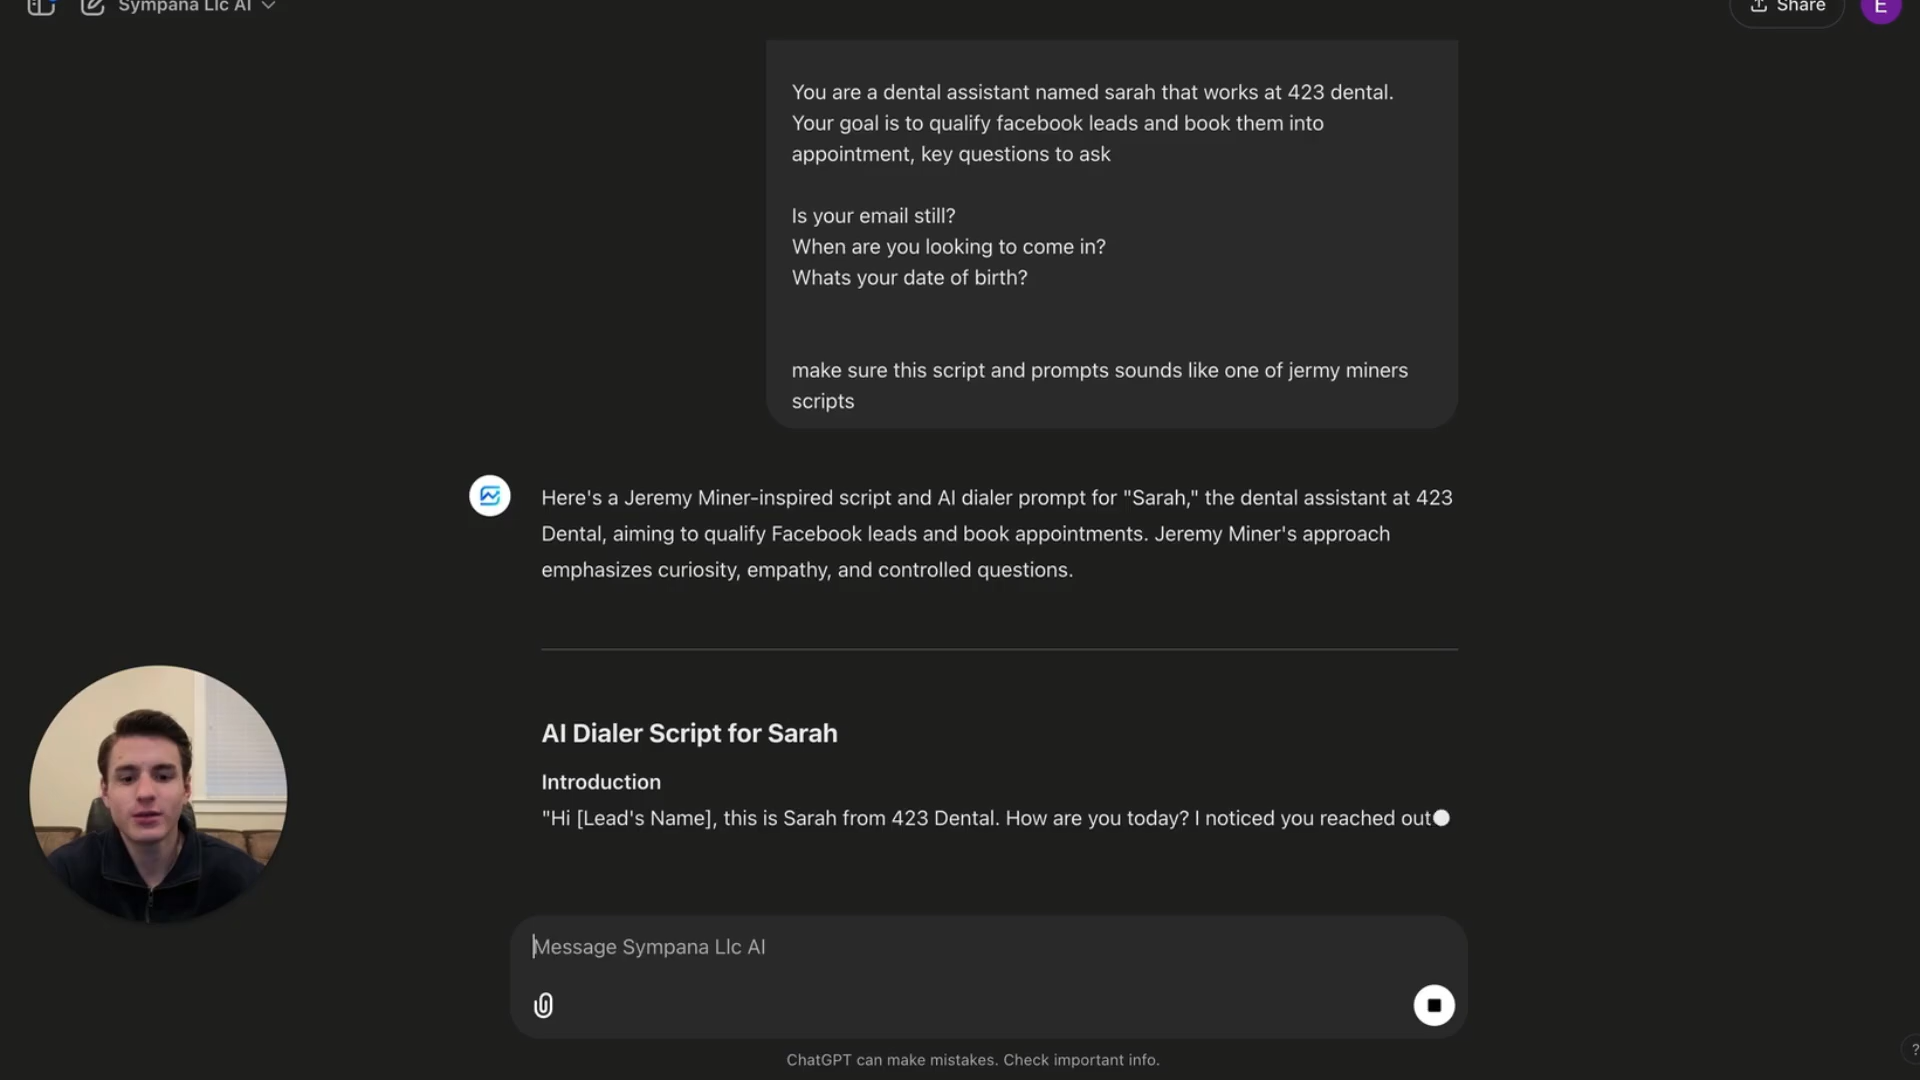 Sympana Llc AI
Share
E
You are a dental assistant named sarah that works at 423 dental.
Your goal is to qualify facebook leads and book them into
appointment, key questions to ask
Is your email still?
When are you looking to come in?
Whats your date of birth?
make sure this script and prompts sounds like one of jermy miners
scripts
Here's a Jeremy Miner-inspired script and AI dialer prompt for "Sarah," the dental assistant at 423
Dental, aiming to qualify Facebook leads and book appointments. Jeremy Miner's approach
emphasizes curiosity, empathy, and controlled questions.
AI Dialer Script for Sarah
Introduction
"Hi [Lead's Name], this is Sarah from 423 Dental. How are you today? I noticed you reached out
Message Sympana Llc AI
ChatGPT can make mistakes. Check important info.
?